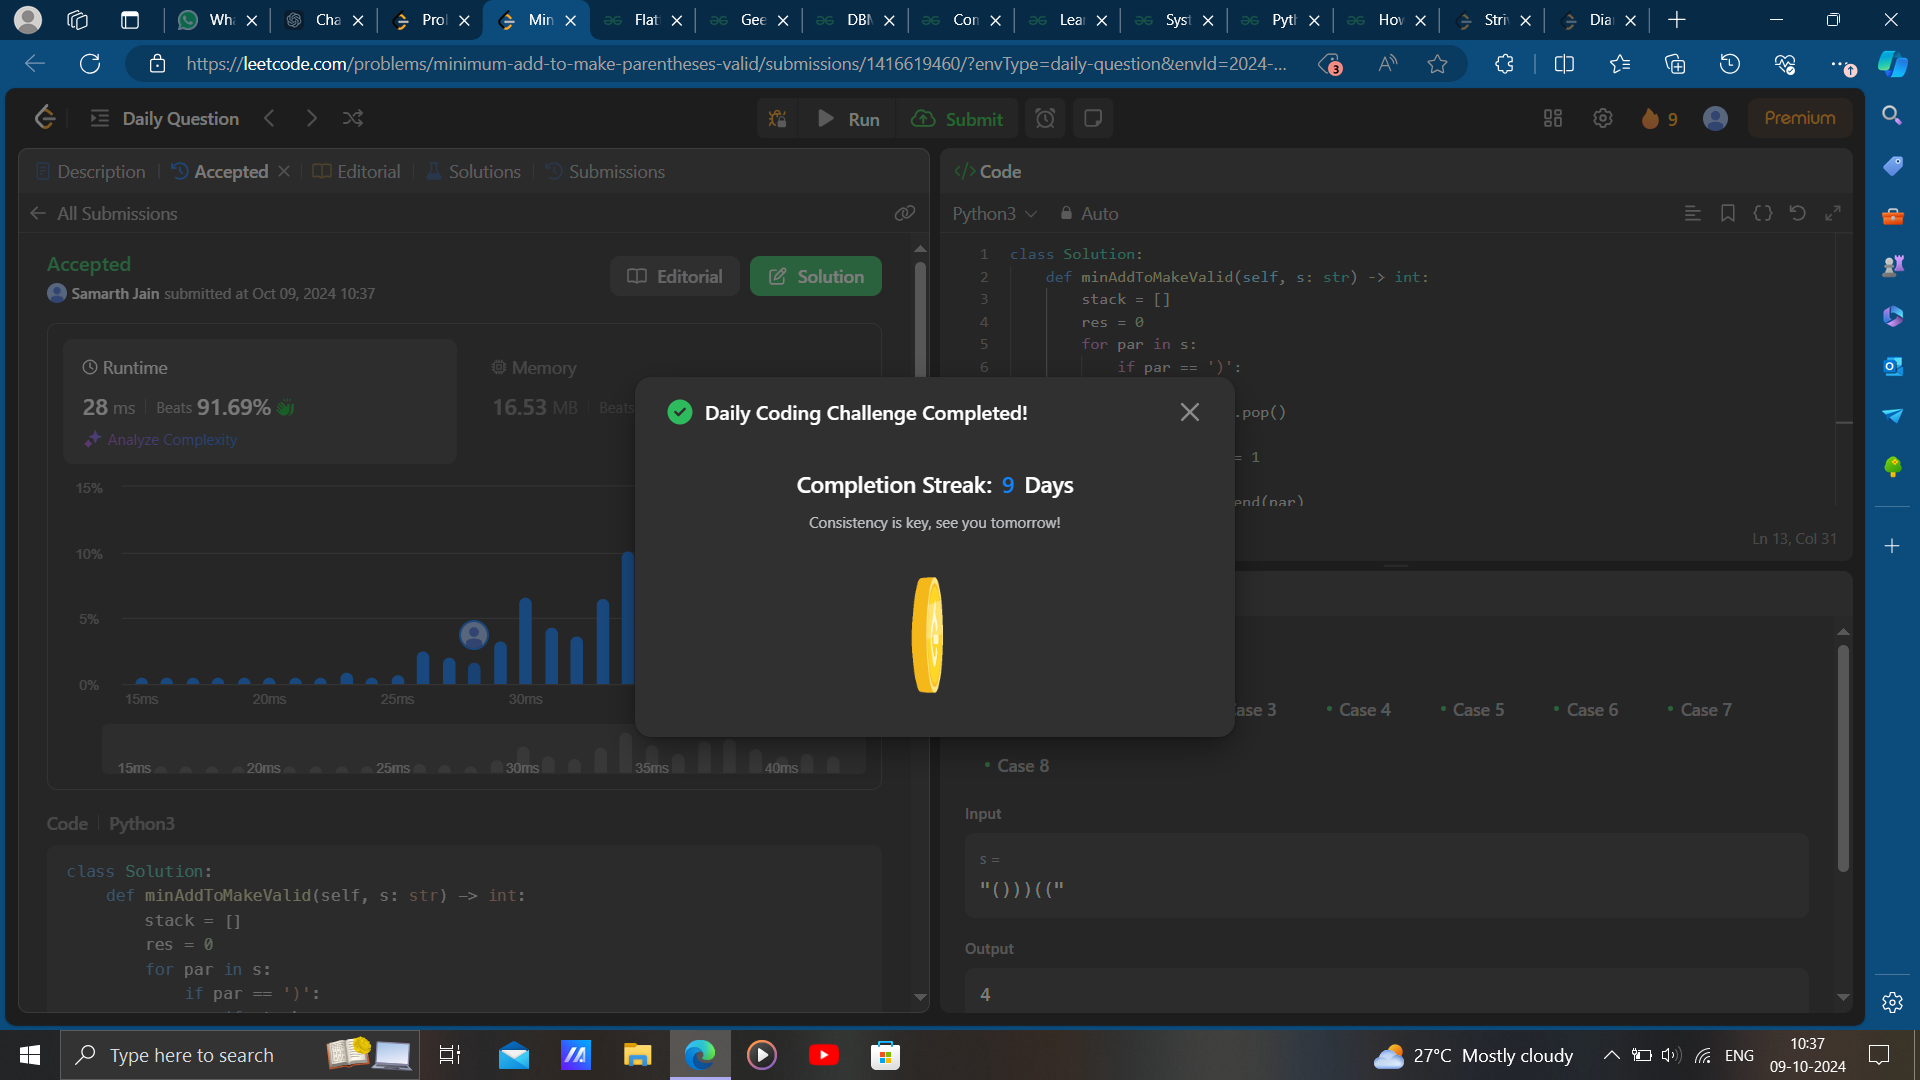 Wha
Cha
Prol
Min
Flat
Gee
DBM
Con
Lear
Syst
Pyth
How
Stri
Dia
https://leetcode.com/problems/minimum-add-to-make-parentheses-valid/submissions/1416619460/?envType=daily-question&envId=2024-...
3
Daily Question
Run
Submit
9
Premium
Description
Accepted
Editorial
Solutions
Submissions
All Submissions
Accepted
Samarth Jain submitted at Oct 09, 2024 10:37
Editorial
Solution
Runtime
28 ms
Beats 91.69%
Analyze Complexity
Memory
16.53 MB
Beats
15%
10%
5%
0%
15ms
20ms
25ms
30ms
15ms
20ms
25ms
30ms
35ms
40ms
Code
Python3
class Solution:
def minAddToMakeValid(self, s: str) -> int:
stack = []
res = 0
for par in s:
if par == ')':
</> Code
Python3
Auto
1 class Solution:
2 def minAddToMakeValid(self, s: str) -> int:
3 stack = []
4 res = 0
5 for par in s:
6 if par == ')':
.pop()
= 1
end(par)
Ln 13, Col 31
Daily Coding Challenge Completed!
Completion Streak: 9 Days
Consistency is key, see you tomorrow!
ase 3
Case 4
Case 5
Case 6
Case 7
Case 8
Input
s =
"()))(("
Output
4
Type here to search
27°C Mostly cloudy
ENG
10:37
09-10-2024